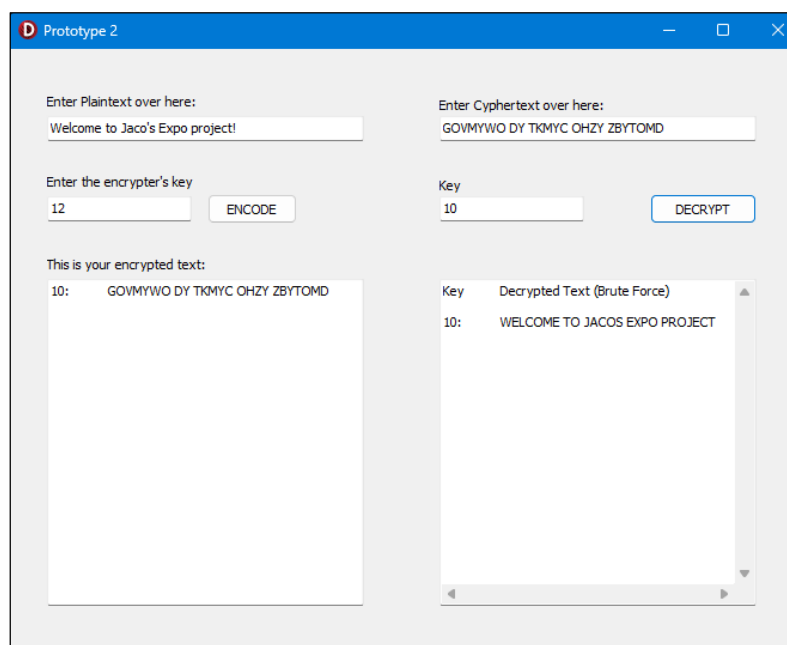 D Prototype 2
Enter Plaintext over here:
Welcome to Jaco's Expo project!
Enter the encrypter's key
12 ENCODE
This is your encrypted text:
10: GOVMYWO DY TKMYC OHZY ZBYTOMD
Enter Cyphertext over here:
GOVMYWO DY TKMYC OHZY ZBYTOMD
Key
10 DECRYPT
Key Decrypted Text (Brute Force)
10: WELCOME TO JACOS EXPO PROJECT